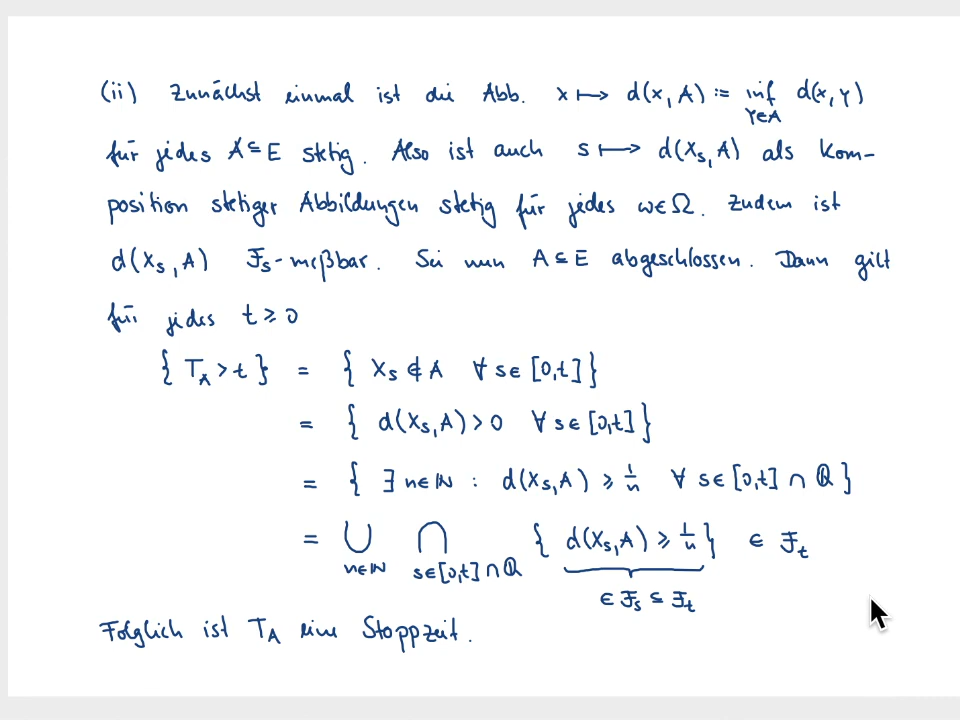 (ii) Zunächst einmal ist die Abb. x ↦ d(x, A) := inf_{y∈A} d(x, y)
für jedes A ⊆ E stetig. Also ist auch s ↦ d(X_s, A) als Kom-
position stetiger Abbildungen stetig für jedes ω∈Ω. Zudem ist
d(X_s, A) ℱ_s-meßbar. Sei nun A ⊆ E abgeschlossen. Dann gilt
für jedes t ≥ 0
{ T_A > t } = { X_s ∉ A ∀ s∈[0,t] }
= { d(X_s, A) > 0 ∀ s∈[0,t] }
= { ∃ n∈ℕ : d(X_s, A) ≥ 1/n ∀ s∈[0,t] ∩ ℚ }
= ⋃_{n∈ℕ} ⋂_{s∈[0,t]∩ℚ} { d(X_s, A) ≥ 1/n } ∈ ℱ_t
∈ ℱ_s ⊆ ℱ_t
Folglich ist T_A eine Stoppzeit.